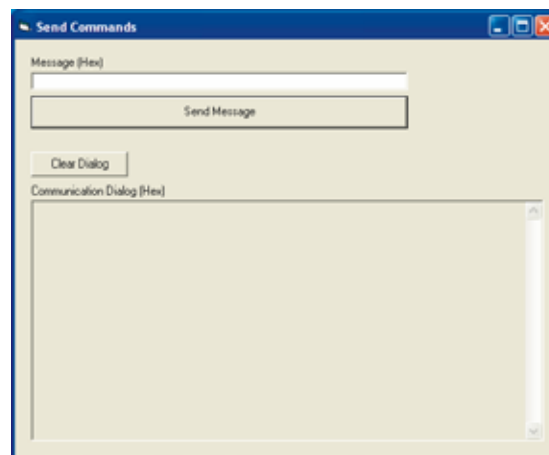 Send Commands
Message (Hex)
Send Message
Clear Dialog
Communication Dialog (Hex)